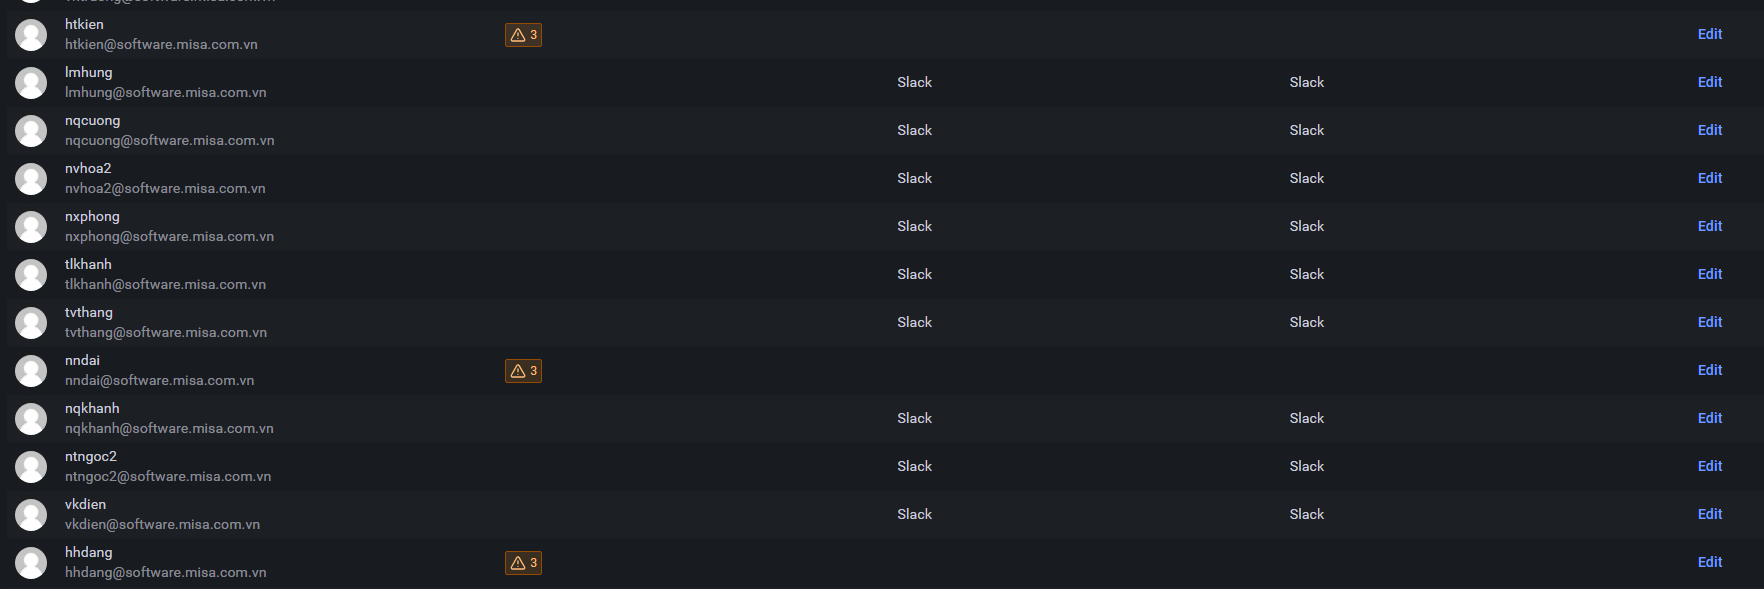 htkien
htkien@software.misa.com.vn
3
Edit
lmhung
lmhung@software.misa.com.vn
Slack
Slack
Edit
nqcuong
nqcuong@software.misa.com.vn
Slack
Slack
Edit
nvhoa2
nvhoa2@software.misa.com.vn
Slack
Slack
Edit
nxphong
nxphong@software.misa.com.vn
Slack
Slack
Edit
tlkhanh
tlkhanh@software.misa.com.vn
Slack
Slack
Edit
tvthang
tvthang@software.misa.com.vn
Slack
Slack
Edit
nndai
nndai@software.misa.com.vn
3
Edit
nqkhanh
nqkhanh@software.misa.com.vn
Slack
Slack
Edit
ntngoc2
ntngoc2@software.misa.com.vn
Slack
Slack
Edit
vkdien
vkdien@software.misa.com.vn
Slack
Slack
Edit
hhdang
hhdang@software.misa.com.vn
3
Edit